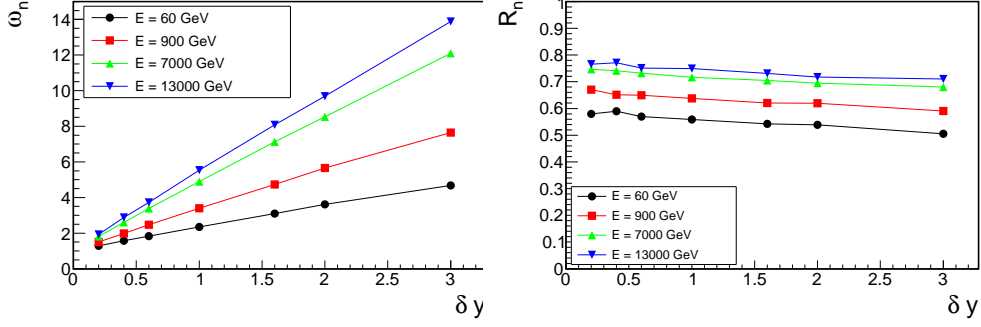 ω_n
14
12
10
8
6
4
2
0
0 0.5 1 1.5 2 2.5 3
δ y
E = 60 GeV
E = 900 GeV
E = 7000 GeV
E = 13000 GeV
R_n
1
0.9
0.8
0.7
0.6
0.5
0.4
0.3
0.2
0.1
0
0 0.5 1 1.5 2 2.5 3
δ y
E = 60 GeV
E = 900 GeV
E = 7000 GeV
E = 13000 GeV